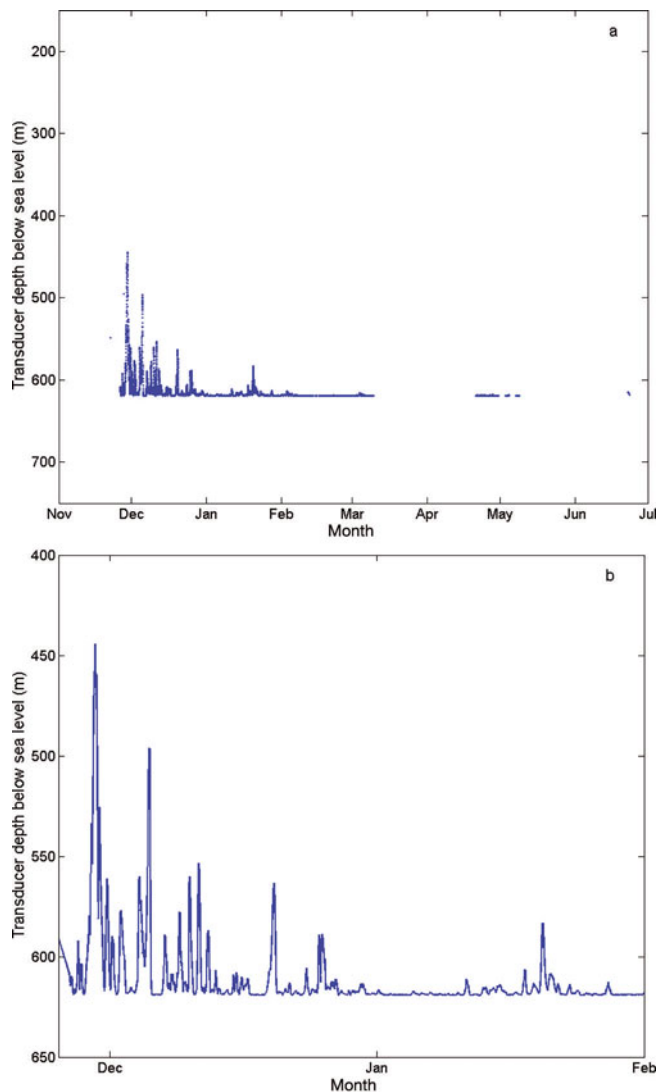 a
200
300
400
500
600
700
Transducer depth below sea level (m)
Nov Dec Jan Feb Mar Apr May Jun Jul
Month
b
400
450
500
550
600
650
Transducer depth below sea level (m)
Dec Jan Feb
Month